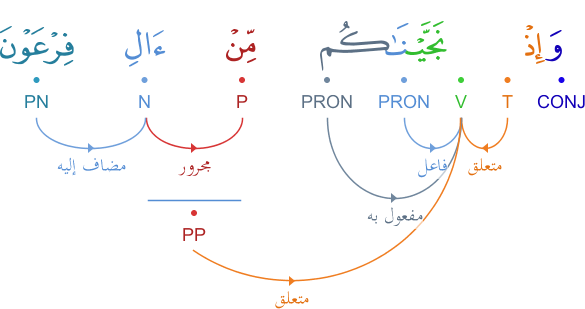 وَإِذْ نَجَّيْنَٰكُم مِّنْ ءَالِ فِرْعَوْنَ
CONJ T V PRON PRON P N PN
متعلق فاعل مجرور مضاف إليه
مفعول به
PP
متعلق